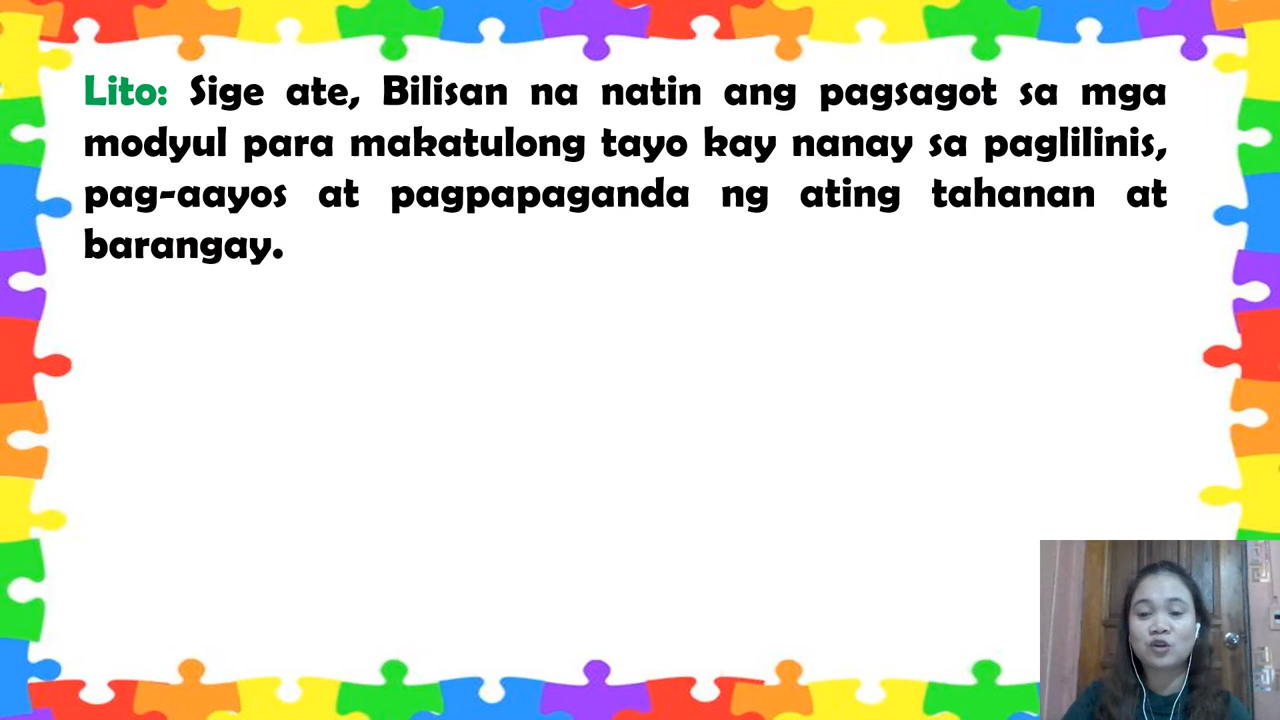 Lito: Sige ate, Bilisan na natin ang pagsagot sa mga
modyul para makatulong tayo kay nanay sa paglilinis,
pag-aayos at pagpapaganda ng ating tahanan at
barangay.